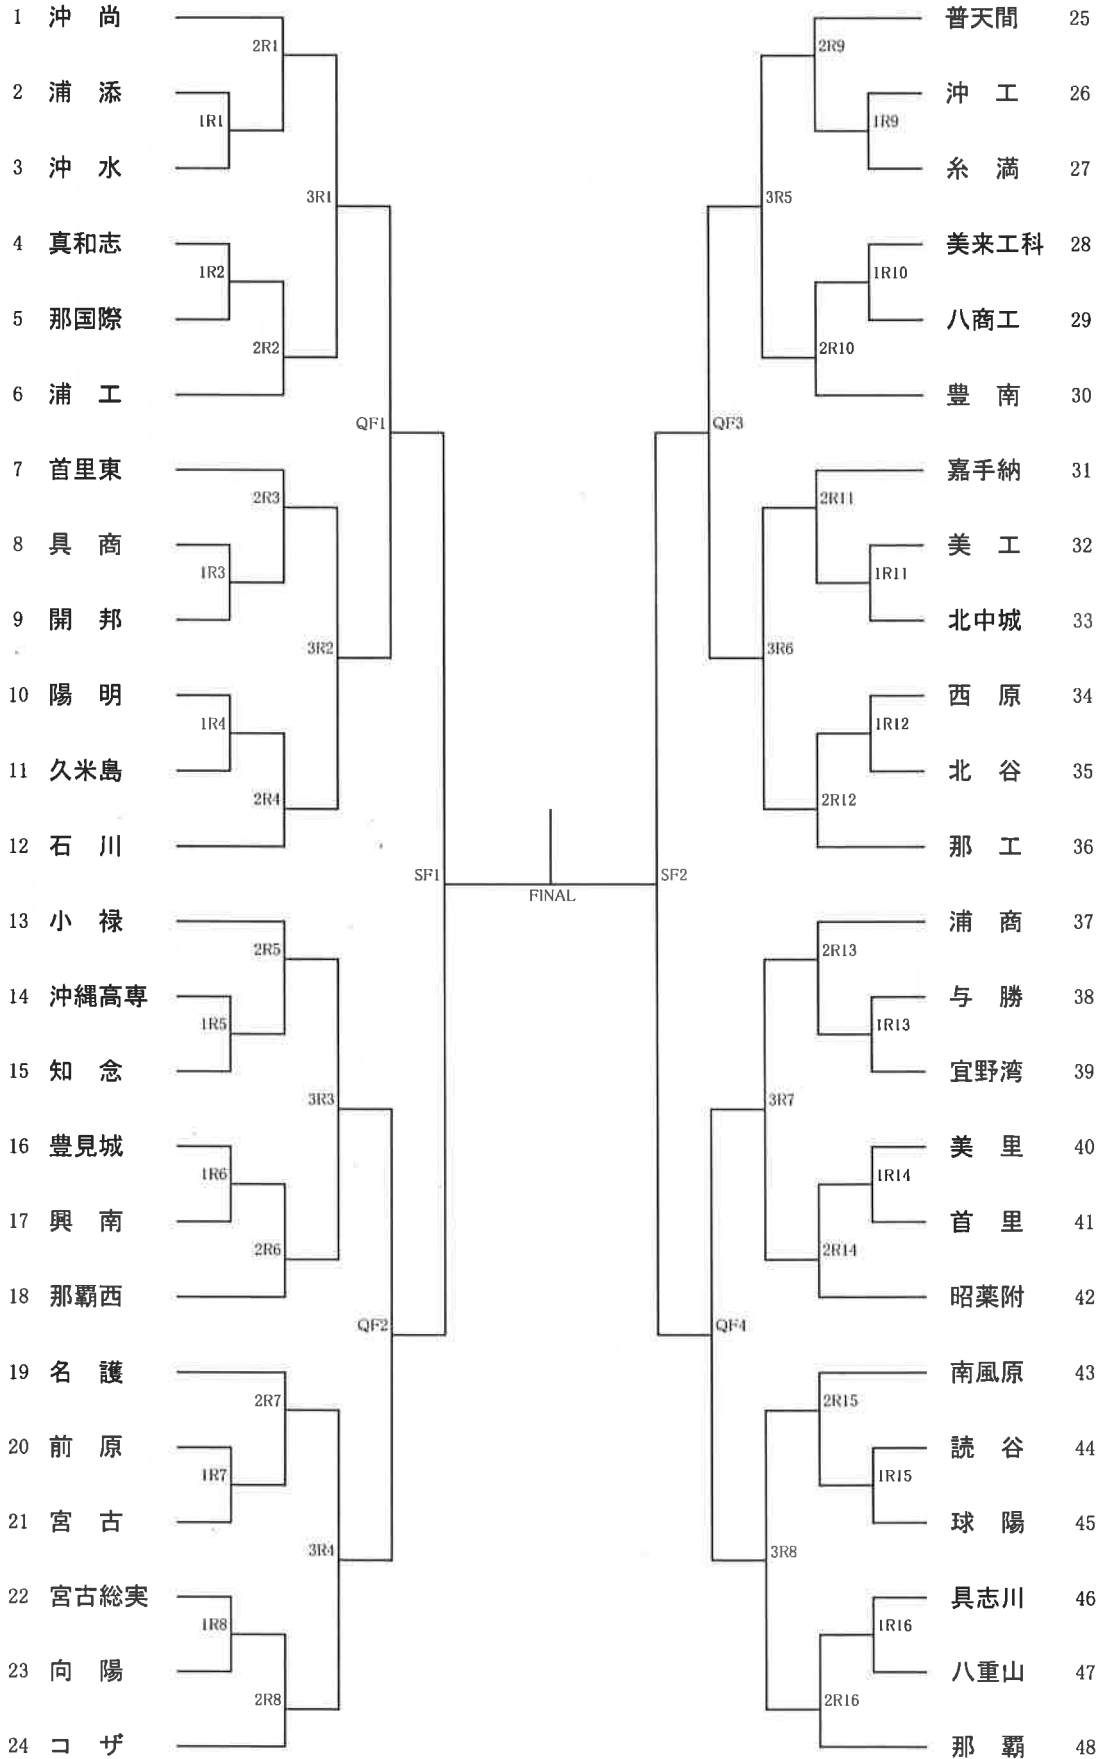 1 沖 尚
2R1
2 浦 添
1R1
3 沖 水
3R1
4 真和志
1R2
5 那国際
2R2
6 浦 工
QF1
7 首里東
2R3
8 具 商
1R3
9 開 邦
3R2
10 陽 明
1R4
11 久米島
2R4
12 石 川
SF1
13 小 禄
2R5
14 沖縄高専
1R5
15 知 念
3R3
16 豊見城
1R6
17 興 南
2R6
18 那覇西
QF2
19 名 護
2R7
20 前 原
1R7
21 宮 古
3R4
22 宮古総実
1R8
23 向 陽
2R8
24 コ ザ
FINAL
普天間 25
2R9
沖 工 26
1R9
糸 満 27
3R5
美来工科 28
1R10
八商工 29
2R10
豊 南 30
QF3
嘉手納 31
2R11
美 工 32
1R11
北中城 33
3R6
西 原 34
1R12
北 谷 35
2R12
那 工 36
SF2
浦 商 37
2R13
与 勝 38
1R13
宜野湾 39
3R7
美 里 40
1R14
首 里 41
2R14
昭薬附 42
QF4
南風原 43
2R15
読 谷 44
1R15
球 陽 45
3R8
具志川 46
1R16
八重山 47
2R16
那 覇 48